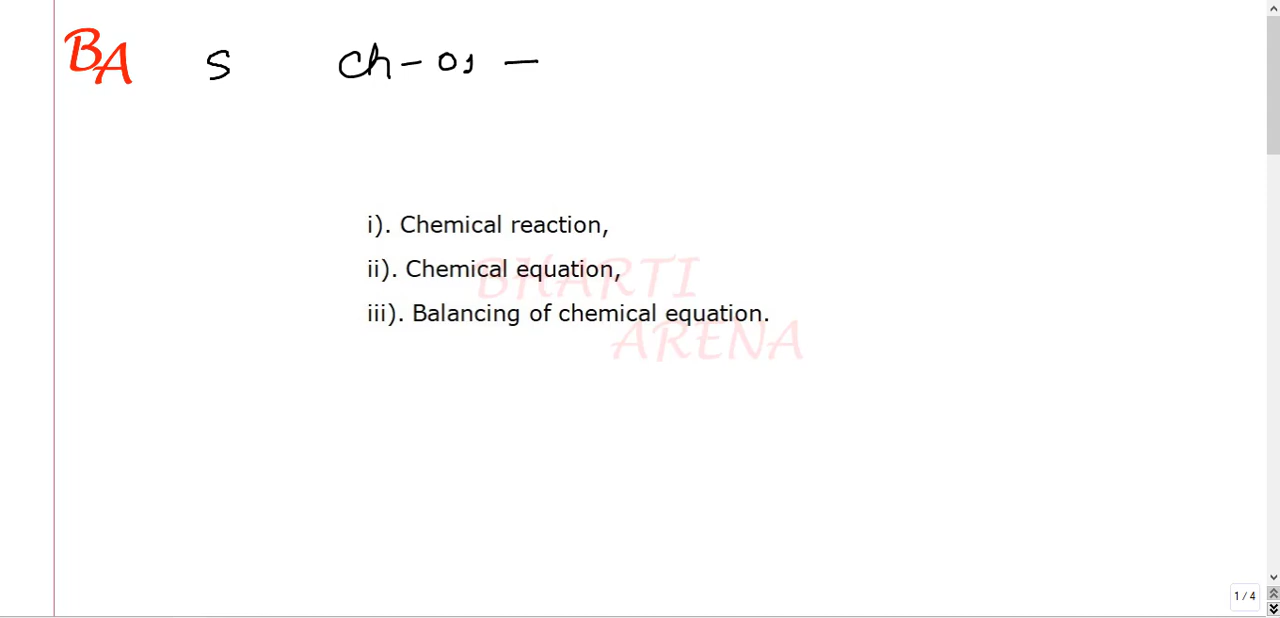 BA S Ch - 01 -
i). Chemical reaction,
ii). Chemical equation,
iii). Balancing of chemical equation.
BHARTI
ARENA
1 / 4